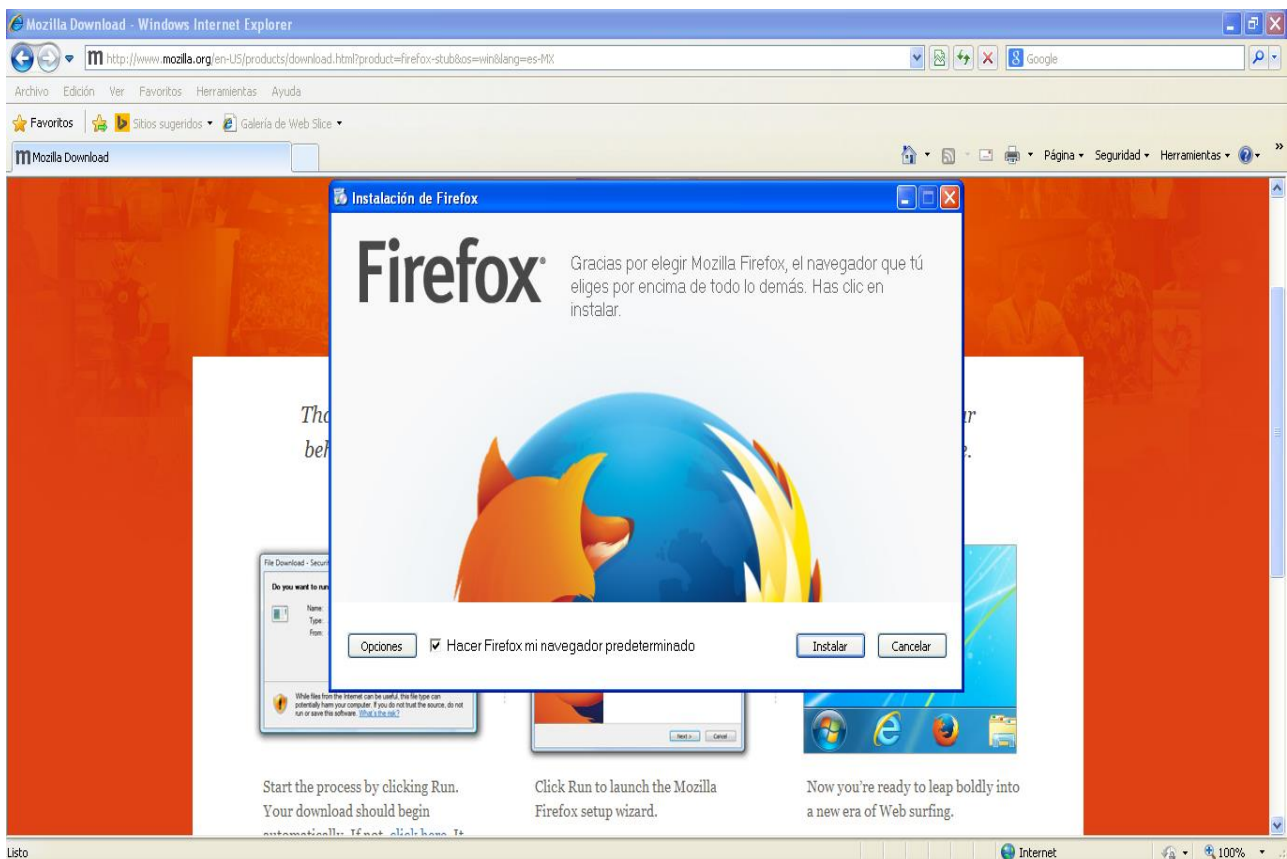 Mozilla Download - Windows Internet Explorer
http://www.mozilla.org/en-US/products/download.html?product=firefox-stub&os=win&lang=es-MX
Google
Archivo Edición Ver Favoritos Herramientas Ayuda
Favoritos Sitios sugeridos Galería de Web Slice
Mozilla Download
Página Seguridad Herramientas
Instalación de Firefox
Firefox
Gracias por elegir Mozilla Firefox, el navegador que tú
eliges por encima de todo lo demás. Has clic en
instalar.
Opciones
Hacer Firefox mi navegador predeterminado
Instalar
Cancelar
File Download - Secur
Do you want to run
Name:
Type:
From:
While files from the Internet can be useful, this file type can
potentially harm your computer. If you do not trust the source, do not
run or save this software. What's the risk?
Next >
Cancel
Start the process by clicking Run.
Your download should begin
automatically. If not, click here. It
Click Run to launch the Mozilla
Firefox setup wizard.
Now you're ready to leap boldly into
a new era of Web surfing.
Listo
Internet
100%